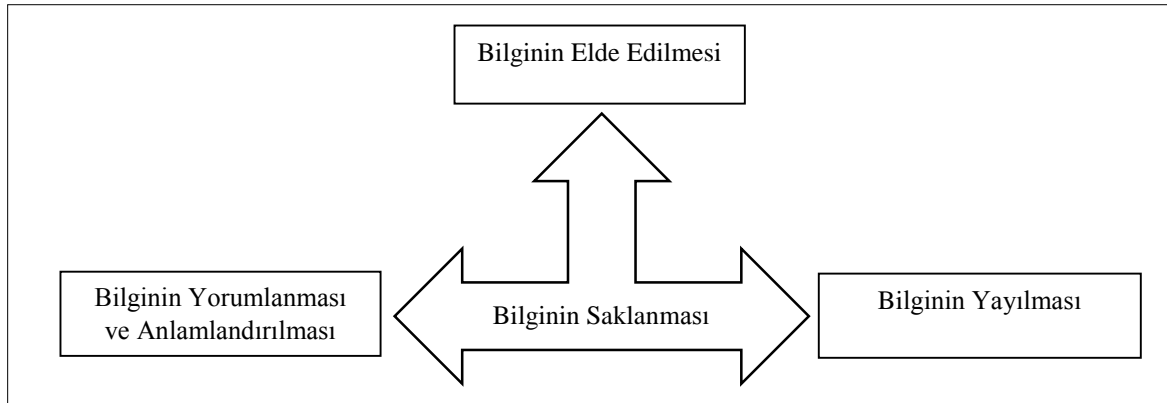 Bilginin Elde Edilmesi
Bilginin Yorumlanması
ve Anlamlandırılması
Bilginin Saklanması
Bilginin Yayılması